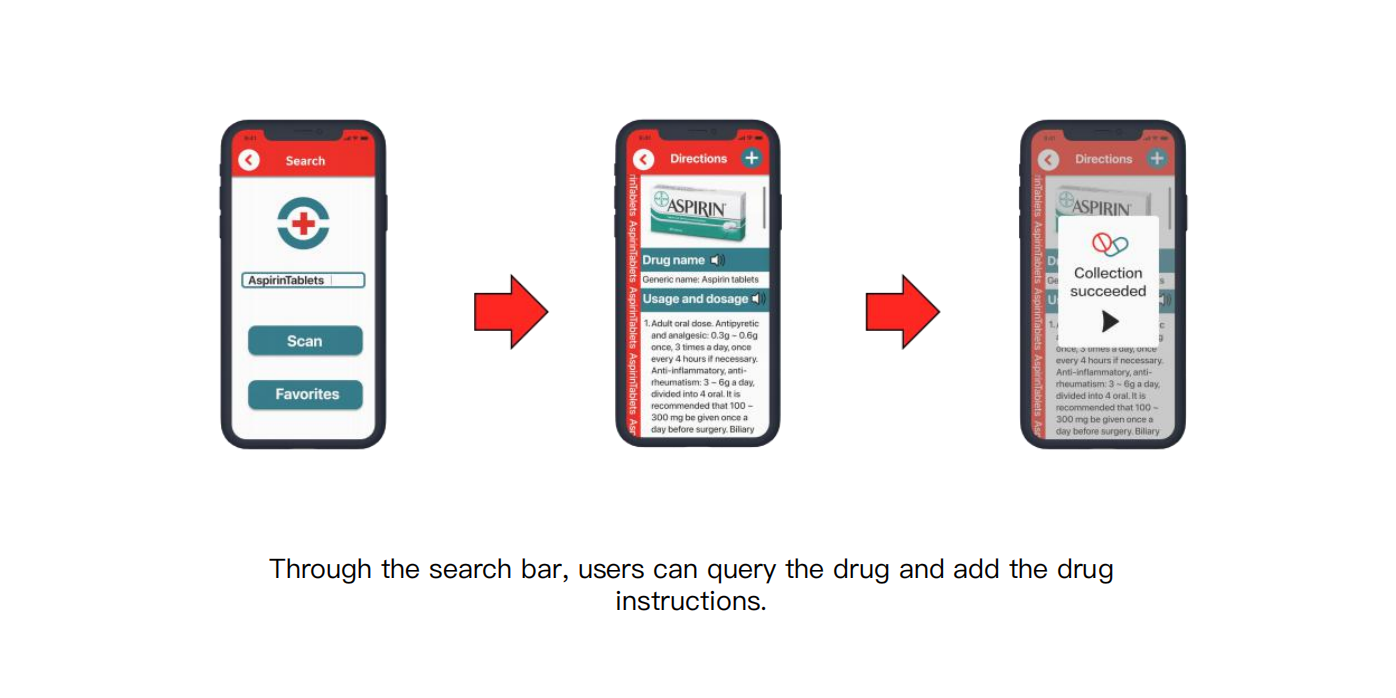 Search
AspirinTablets
Scan
Favorites
Directions
ASPIRIN
Drug name
Generic name: Aspirin tablets
Usage and dosage
1. Adult oral dose. Antipyretic
and analgesic: 0.3g ~ 0.6g
once, 3 times a day, once
every 4 hours if necessary.
Anti-inflammatory, anti-
rheumatism: 3 ~ 6g a day,
divided into 4 oral. It is
recommended that 100 ~
300 mg be given once a
day before surgery. Biliary
rinTablets AspirinTablets AspirinTablets AspirinTablets Asp
Directions
ASPIRIN
Collection
succeeded
once, 3 times a day, once
every 4 hours if necessary.
Anti-inflammatory, anti-
rheumatism: 3 ~ 6g a day,
divided into 4 oral. It is
recommended that 100 ~
300 mg be given once a
day before surgery. Biliary
rinTablets AspirinTablets AspirinTablets AspirinTablets Asp
Through the search bar, users can query the drug and add the drug
instructions.